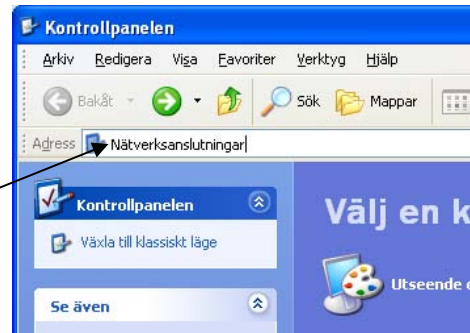 Kontrollpanelen
Arkiv Redigera Visa Favoriter Verktyg Hjälp
Bakåt Sök Mappar
Adress Nätverksanslutningar
Kontrollpanelen
Växla till klassiskt läge
Se även
Välj en k
Utseende o